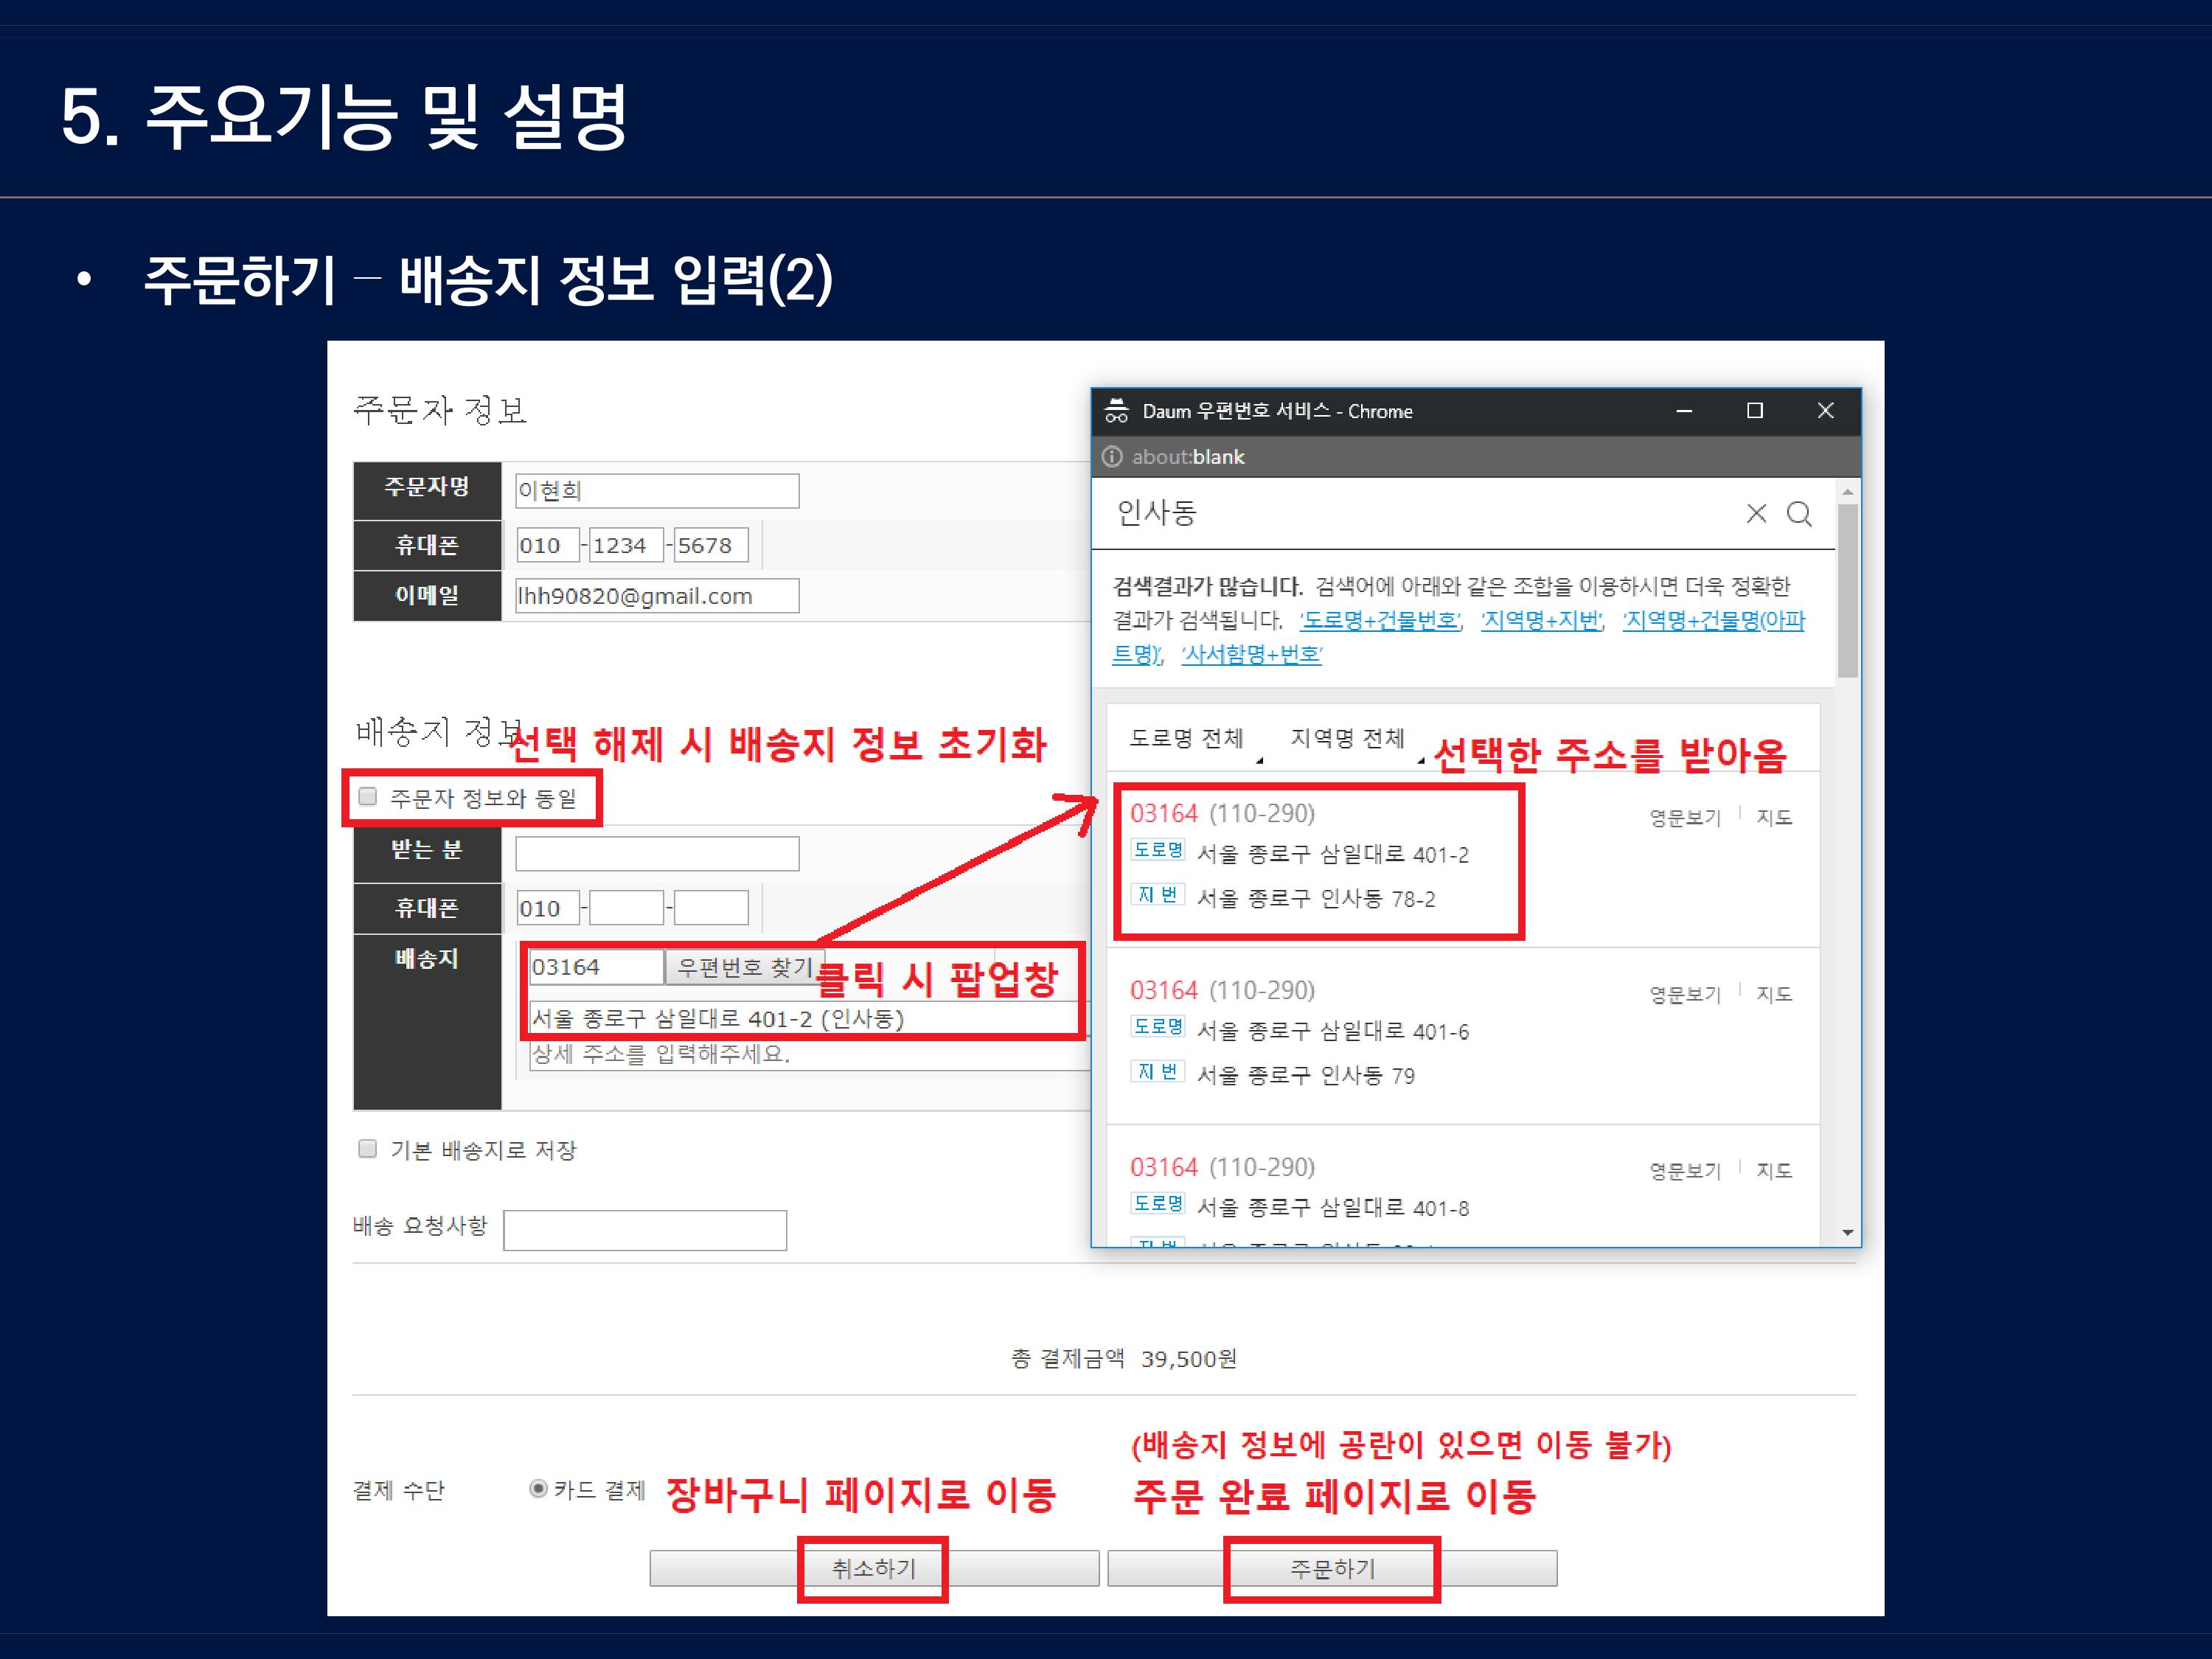 5. 주요기능 및 설명
• 주문하기 – 배송지 정보 입력(2)
주문자 정보
주문자명 이현희
휴대폰 010 - 1234 - 5678
이메일 lhh90820@gmail.com
배송지 정보
선택 해제 시 배송지 정보 초기화
주문자 정보와 동일
받는 분
휴대폰 010 - -
배송지 03164 우편번호 찾기
클릭 시 팝업창
서울 종로구 삼일대로 401-2 (인사동)
상세 주소를 입력해주세요.
기본 배송지로 저장
배송 요청사항
Daum 우편번호 서비스 - Chrome
about:blank
인사동
검색결과가 많습니다. 검색어에 아래와 같은 조합을 이용하시면 더욱 정확한
결과가 검색됩니다. '도로명+건물번호', '지역명+지번', '지역명+건물명(아파
트명)', '사서함명+번호'
도로명 전체 지역명 전체
선택한 주소를 받아옴
03164 (110-290) 영문보기 지도
도로명 서울 종로구 삼일대로 401-2
지번 서울 종로구 인사동 78-2
03164 (110-290) 영문보기 지도
도로명 서울 종로구 삼일대로 401-6
지번 서울 종로구 인사동 79
03164 (110-290) 영문보기 지도
도로명 서울 종로구 삼일대로 401-8
총 결제금액 39,500원
(배송지 정보에 공란이 있으면 이동 불가)
결제 수단 카드 결제
장바구니 페이지로 이동
주문 완료 페이지로 이동
취소하기
주문하기